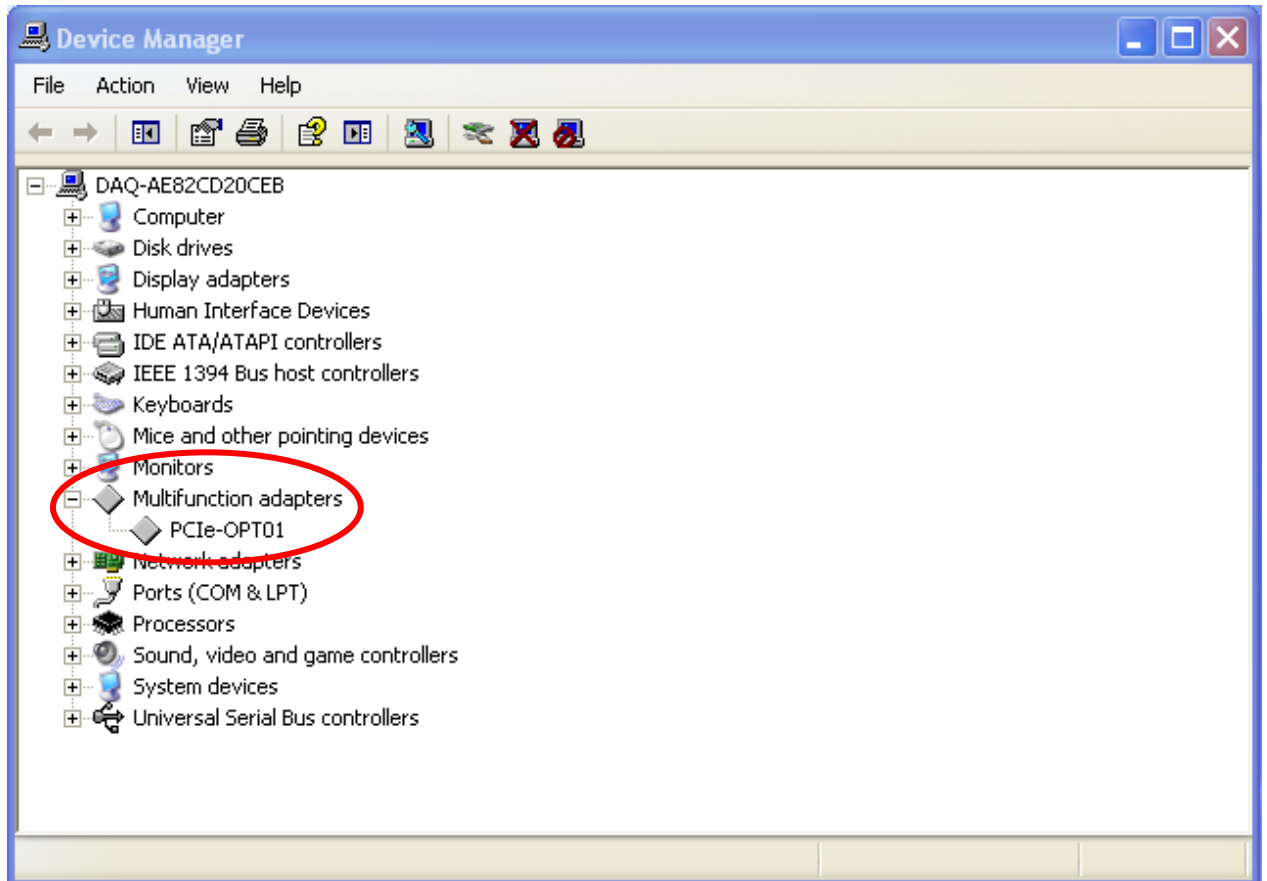 Device Manager
File Action View Help
DAQ-AE82CD20CEB
Computer
Disk drives
Display adapters
Human Interface Devices
IDE ATA/ATAPI controllers
IEEE 1394 Bus host controllers
Keyboards
Mice and other pointing devices
Monitors
Multifunction adapters
PCIe-OPT01
Network adapters
Ports (COM & LPT)
Processors
Sound, video and game controllers
System devices
Universal Serial Bus controllers